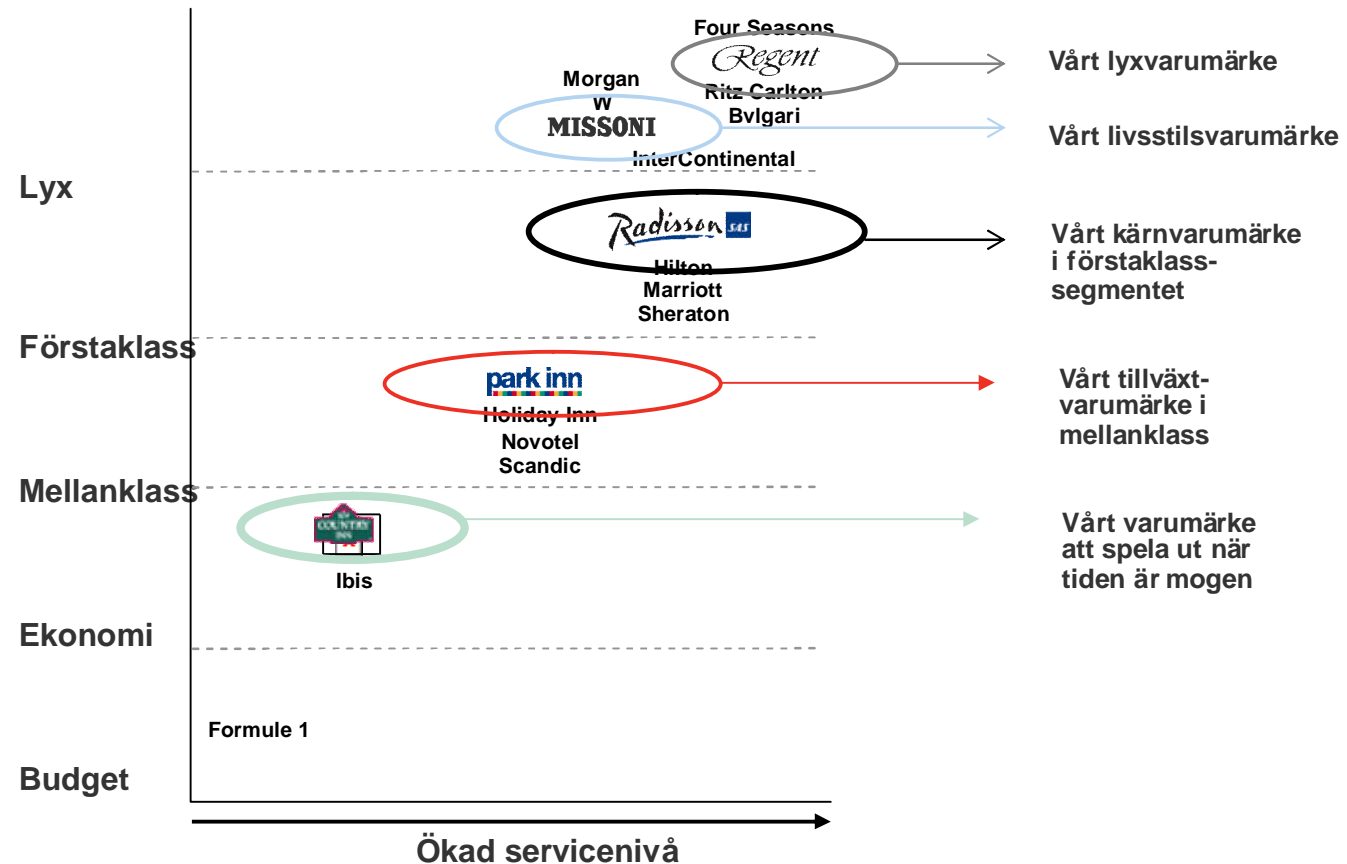 Four Seasons
Regent
Vårt lyxvarumärke
Morgan
W
MISSONI
Ritz Carlton
Bvlgari
Vårt livsstilsvarumärke
InterContinental
Lyx
Radisson SAS
Vårt kärnvarumärke
i förstaklass-
segmentet
Hilton
Marriott
Sheraton
Förstaklass
park inn
Vårt tillväxt-
varumärke i
mellanklass
Holiday Inn
Novotel
Scandic
Mellanklass
COUNTRY
INN
Vårt varumärke
att spela ut när
tiden är mogen
Ibis
Ekonomi
Formule 1
Budget
Ökad servicenivå